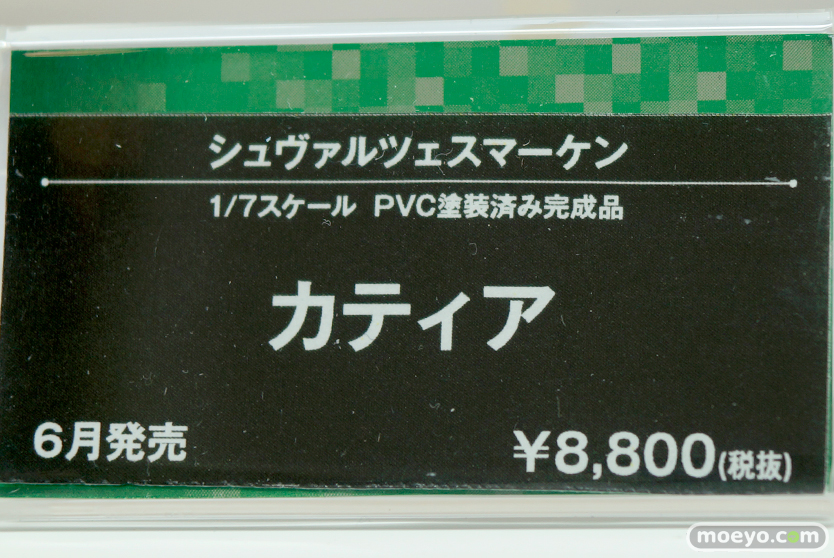 シュヴァルツェスマーケン
1/7スケール PVC塗装済み完成品
カティア
6月発売
¥8,800(税抜)
moeyo.com